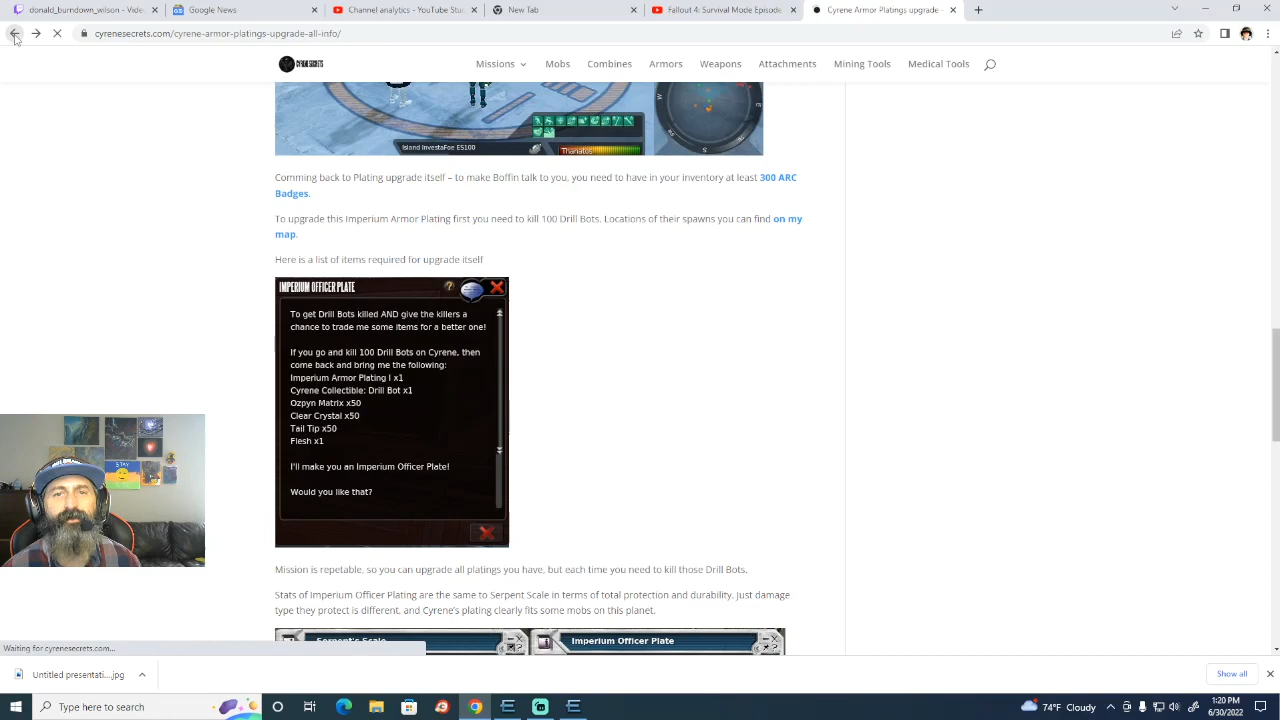 donald_burndown_wilson - Vide
Google News
Channel content - YouTube Studi
New Tab
Fallout 4: Survival Mode Episode
Cyrene Armor Platings upgrade -
cyrenesecrets.com/cyrene-armor-platings-upgrade-all-info/
CYRENE SECRETS
Missions
Mobs
Combines
Armors
Weapons
Attachments
Mining Tools
Medical Tools
Island InvestaFoe ES100
Thanatos
Comming back to Plating upgrade itself – to make Boffin talk to you, you need to have in your inventory at least 300 ARC
Badges.
To upgrade this Imperium Armor Plating first you need to kill 100 Drill Bots. Locations of their spawns you can find on my
map.
Here is a list of items required for upgrade itself
IMPERIUM OFFICER PLATE
To get Drill Bots killed AND give the killers a
chance to trade me some items for a better one!
If you go and kill 100 Drill Bots on Cyrene, then
come back and bring me the following:
Imperium Armor Plating I x1
Cyrene Collectible: Drill Bot x1
Ozpyn Matrix x50
Clear Crystal x50
Tail Tip x50
Flesh x1
I'll make you an Imperium Officer Plate!
Would you like that?
STAY
Mission is repetable, so you can upgrade all platings you have, but each time you need to kill those Drill Bots.
Stats of Imperium Officer Plating are the same to Serpent Scale in terms of total protection and durability. Just damage
type they protect is different, and Cyrene's plating clearly fits some mobs on this planet.
Serpent's Scale
Imperium Officer Plate
Waiting for cyrenesecrets.com...
Untitled presentati....jpg
Show all
Type here to search
74°F Cloudy
1:20 PM
6/30/2022